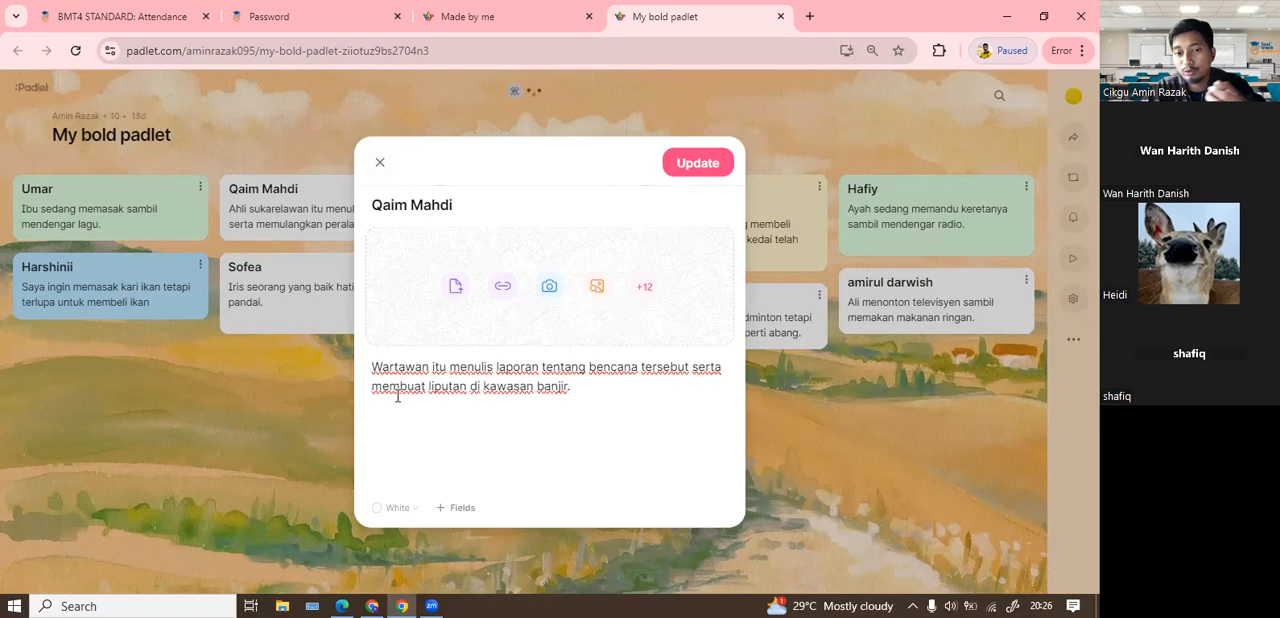 BMT4 STANDARD: Attendance
Password
Made by me
My bold padlet
padlet.com/aminrazak095/my-bold-padlet-ziiotuz9bs2704n3
Paused
Error
Cikgu Amin Razak
:Padlet
Amin Razak + 10 • 18d
My bold padlet
Umar
Ibu sedang memasak sambil
mendengar lagu.
Qaim Mahdi
Ahli sukarelawan itu menul
serta memulangkan perala
Harshinii
Saya ingin memasak kari ikan tetapi
terlupa untuk membeli ikan
Sofea
Iris seorang yang baik hati
pandai.
Update
Qaim Mahdi
+12
Wartawan itu menulis laporan tentang bencana tersebut serta
membuat liputan di kawasan banjir.
White
+ Fields
g membeli
kedai telah
dminton tetapi
perti abang.
Hafiy
Ayah sedang memandu keretanya
sambil mendengar radio.
amirul darwish
Ali menonton televisyen sambil
memakan makanan ringan.
Wan Harith Danish
Wan Harith Danish
Heidi
shafiq
shafiq
Search
zm
1
29°C Mostly cloudy
20:26